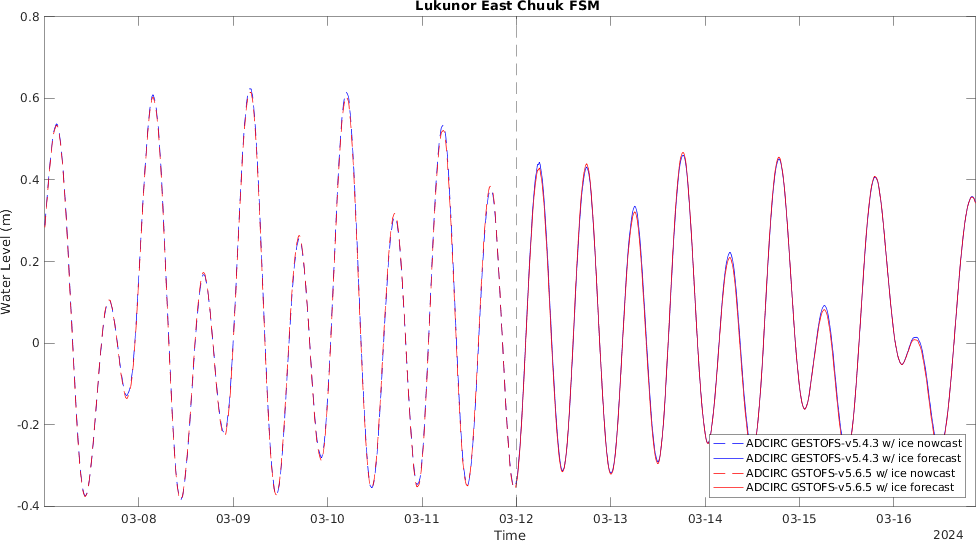 Lukunor East Chuuk FSM
0.8
0.6
0.4
0.2
0
-0.2
-0.4
Water Level (m)
ADCIRC GESTOFS-v5.4.3 w/ ice nowcast
ADCIRC GESTOFS-v5.4.3 w/ ice forecast
ADCIRC GSTOFS-v5.6.5 w/ ice nowcast
ADCIRC GSTOFS-v5.6.5 w/ ice forecast
03-08 03-09 03-10 03-11 03-12 03-13 03-14 03-15 03-16
Time
2024